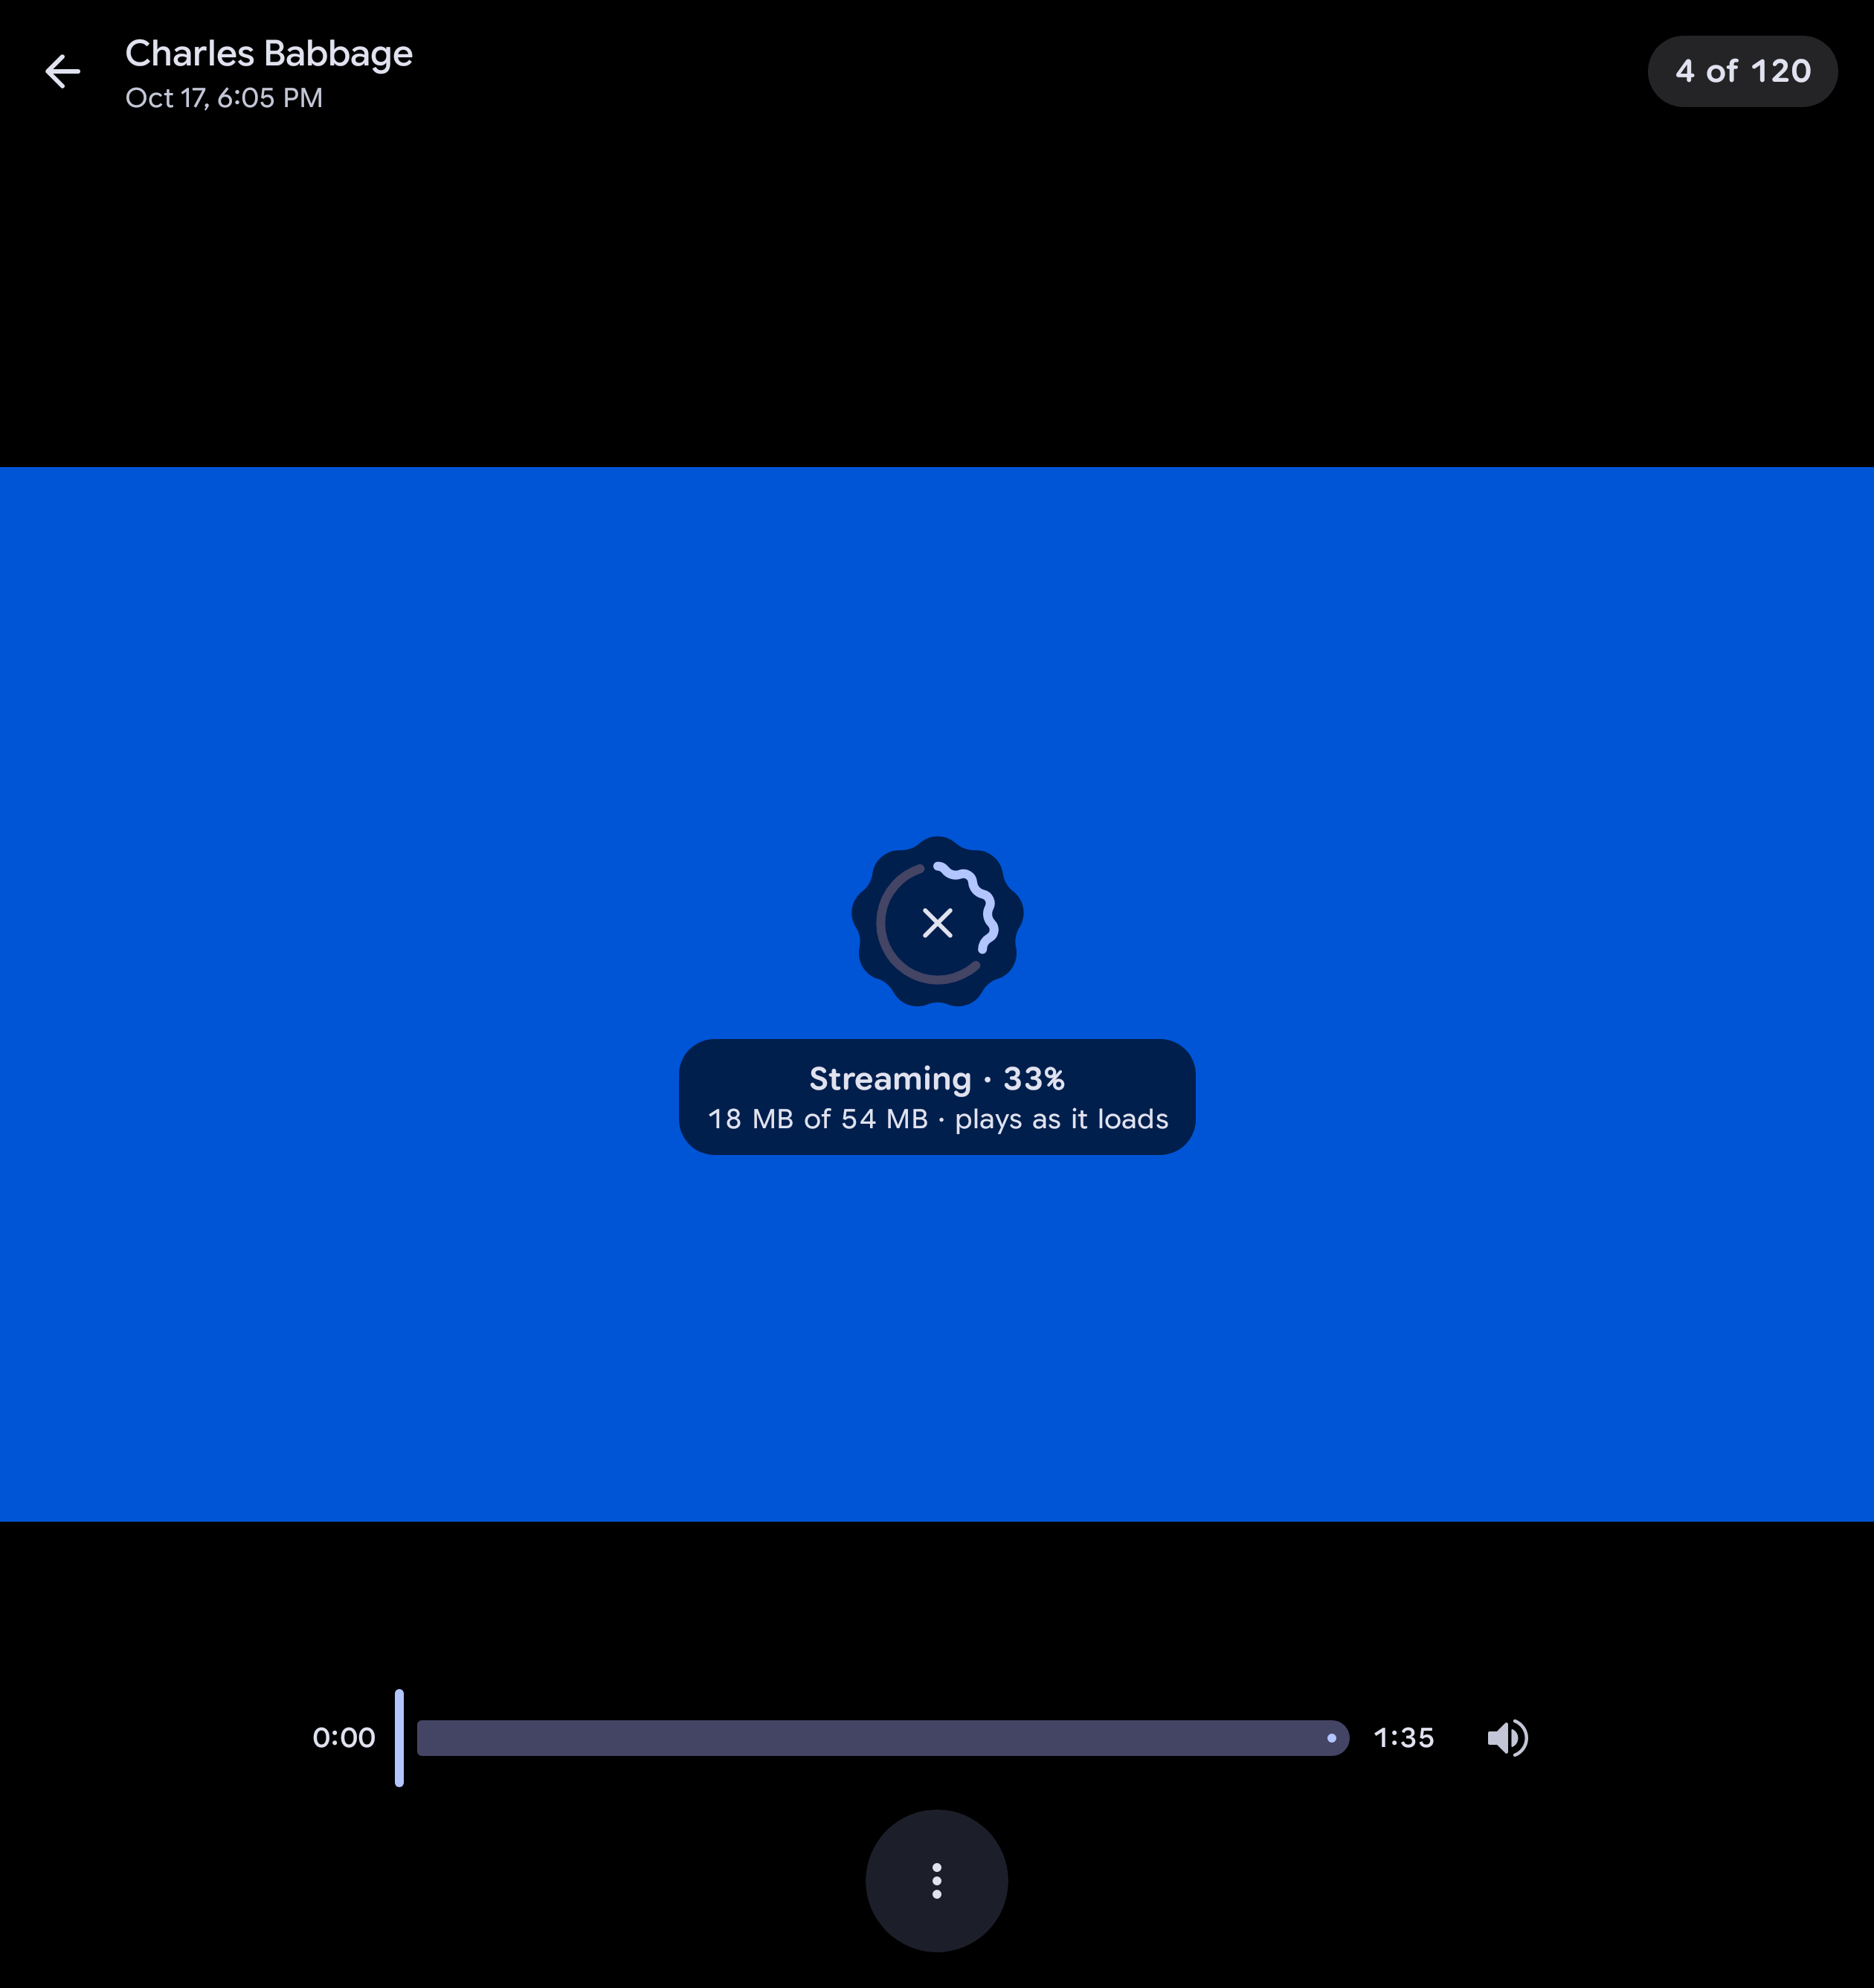 Charles Babbage
Oct 17, 6:05 PM
4 of 120
Streaming · 33%
18 MB of 54 MB · plays as it loads
0:00
1:35